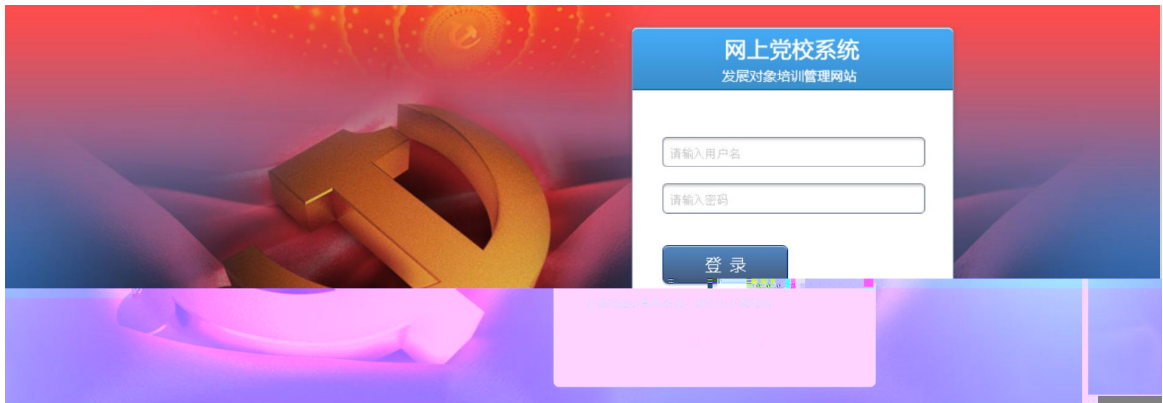 网上党校系统
发展对象培训管理网站
请输入用户名
请输入密码
登 录